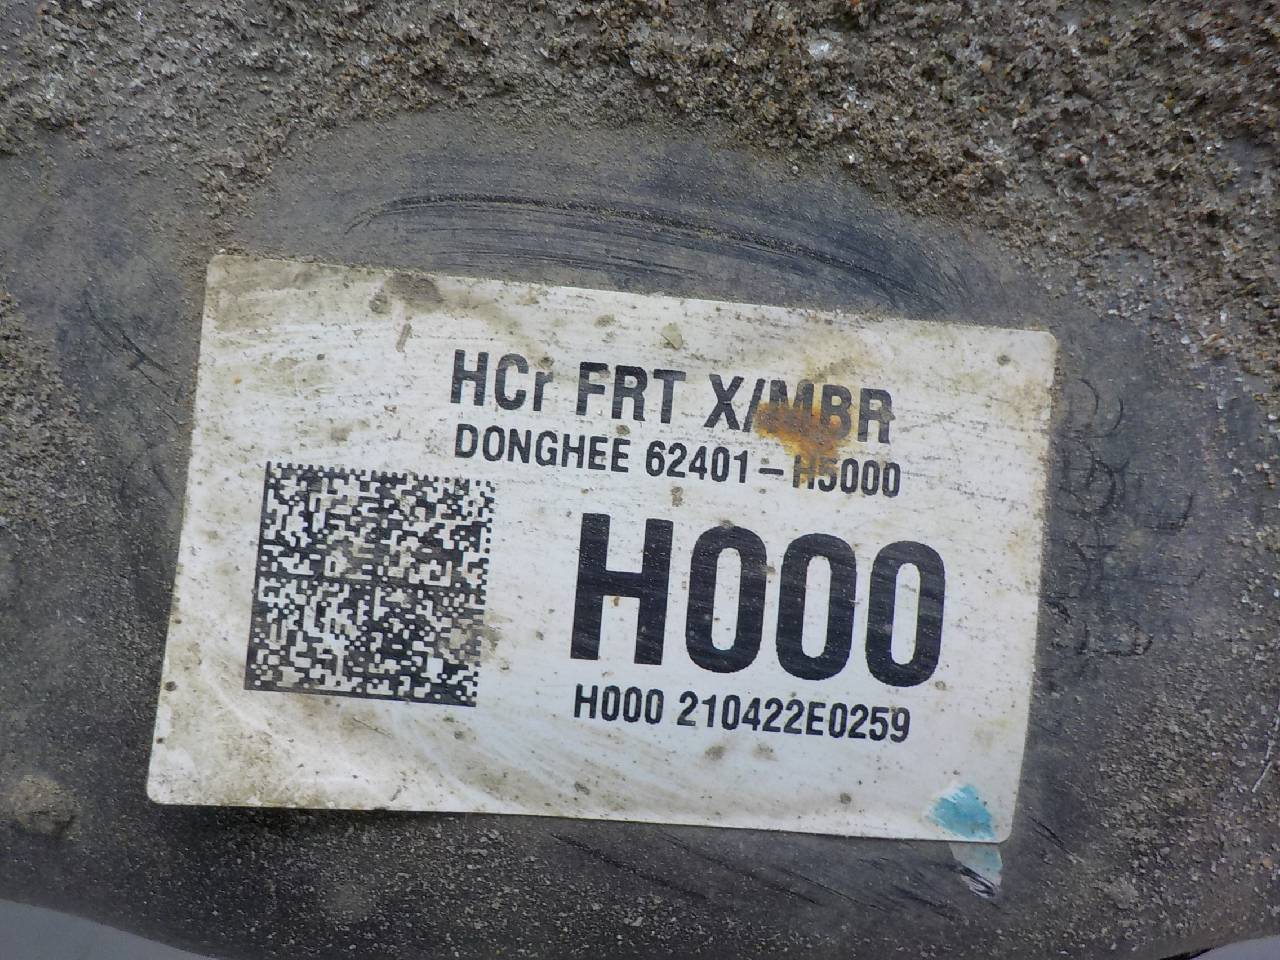 HCr FRT X/MBR
DONGHEE 62401-H5000
H000
H000 210422E0259